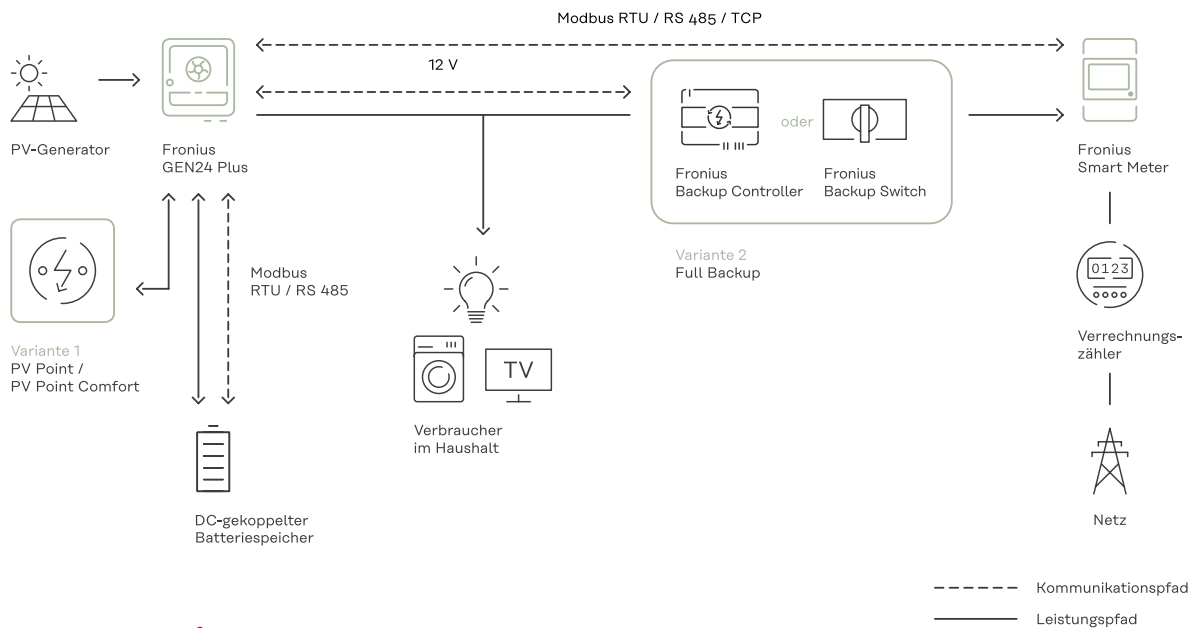 Modbus RTU / RS 485 / TCP
12 V
PV-Generator
Fronius
GEN24 Plus
oder
Fronius
Backup Controller
Fronius
Backup Switch
Fronius
Smart Meter
Variante 2
Full Backup
Modbus
RTU / RS 485
0123
Variante 1
PV Point /
PV Point Comfort
TV
Verrechnungs-
zähler
Verbraucher
im Haushalt
DC-gekoppelter
Batteriespeicher
Netz
Kommunikationspfad
Leistungspfad